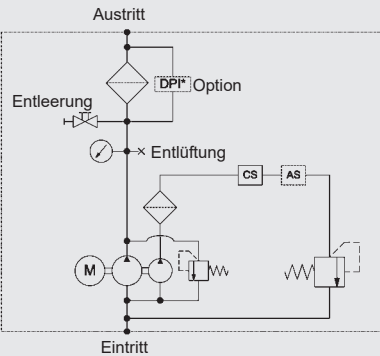 Austritt
DPI* Option
Entleerung
Entlüftung
CS AS
M
Eintritt